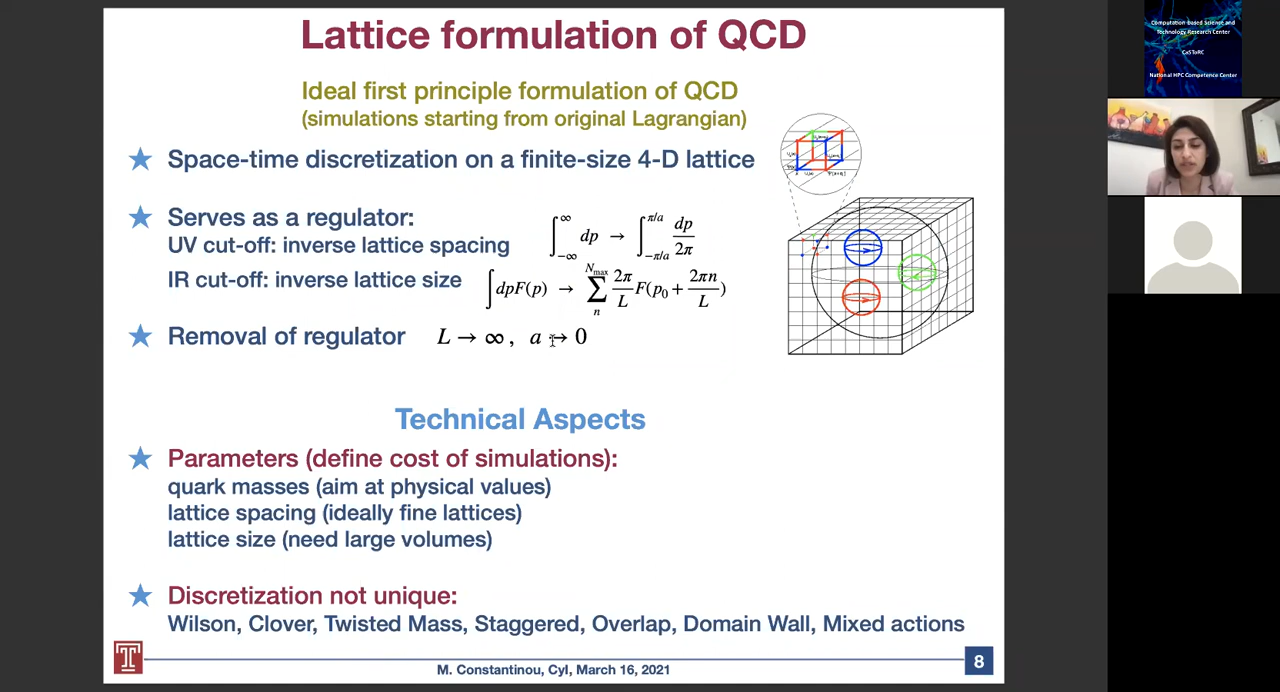 Lattice formulation of QCD
Ideal first principle formulation of QCD
(simulations starting from original Lagrangian)
★ Space-time discretization on a finite-size 4-D lattice
★ Serves as a regulator:
UV cut-off: inverse lattice spacing ∫_{-∞}^{∞} dp → ∫_{-π/a}^{π/a} dp/2π
IR cut-off: inverse lattice size ∫dpF(p) → ∑_{n}^{N_max} 2π/L F(p_0 + 2πn/L)
★ Removal of regulator L → ∞, a → 0
Technical Aspects
★ Parameters (define cost of simulations):
quark masses (aim at physical values)
lattice spacing (ideally fine lattices)
lattice size (need large volumes)
★ Discretization not unique:
Wilson, Clover, Twisted Mass, Staggered, Overlap, Domain Wall, Mixed actions
M. Constantinou, CyI, March 16, 2021
8
Computation-based Science and
Technology Research Center
CaSToRC
National HPC Competence Center